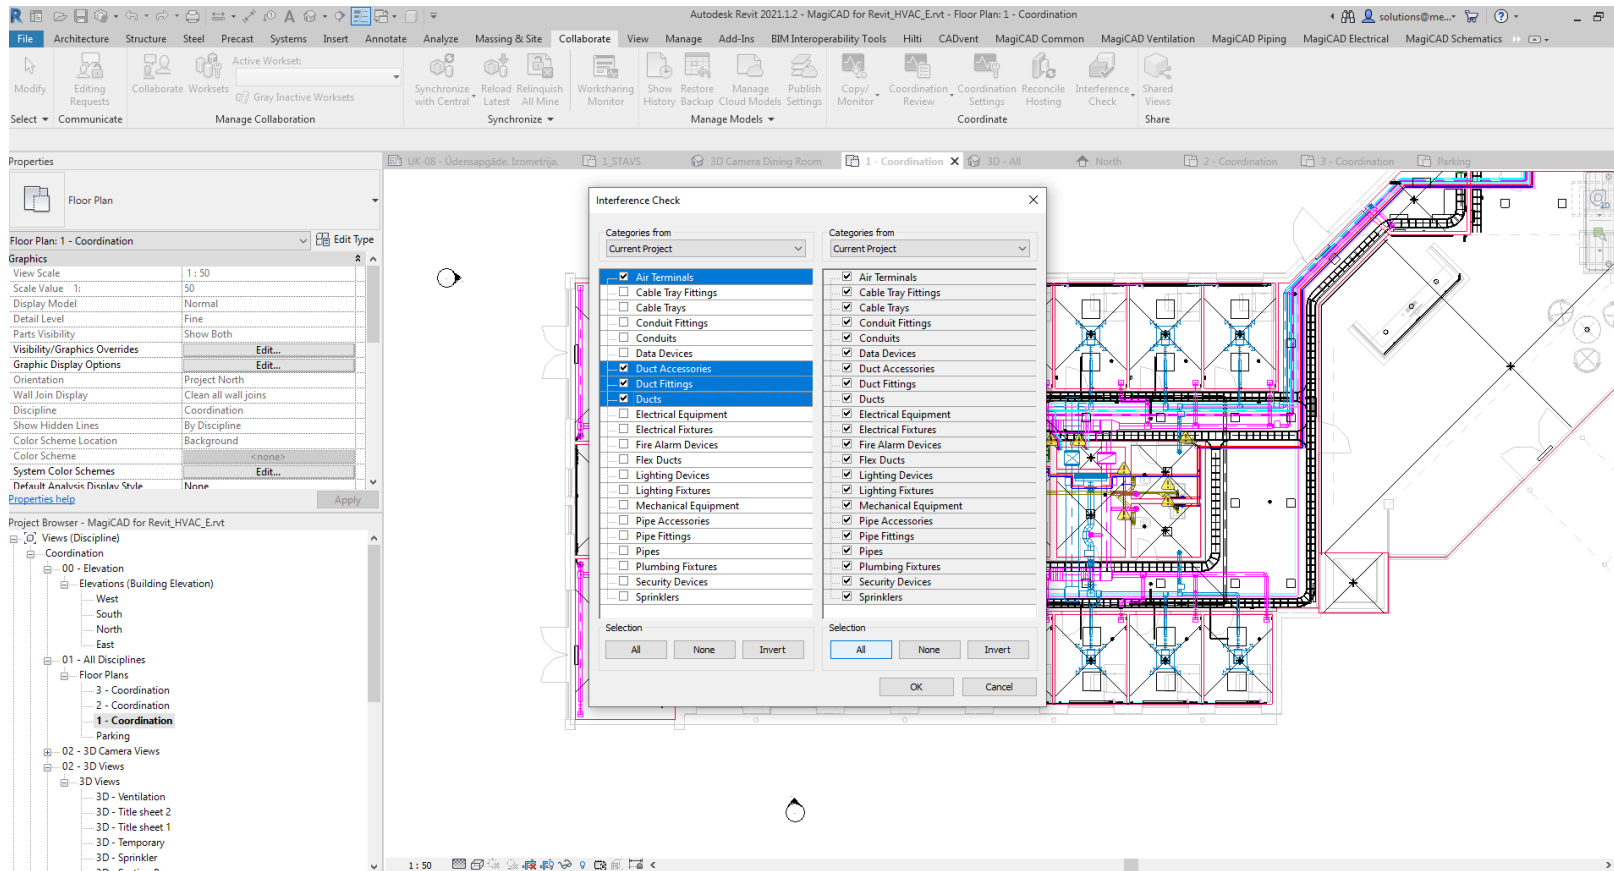 Autodesk Revit 2021.1.2 - MagiCAD for Revit_HVAC_E.rvt - Floor Plan: 1 - Coordination
solutions@me...
File Architecture Structure Steel Precast Systems Insert Annotate Analyze Massing & Site Collaborate View Manage Add-Ins BIM Interoperability Tools Hilti CADvent MagiCAD Common MagiCAD Ventilation MagiCAD Piping MagiCAD Electrical MagiCAD Schematics
Modify
Editing Requests
Collaborate
Worksets
Active Workset:
Gray Inactive Worksets
Synchronize with Central
Reload Latest
Relinquish All Mine
Worksharing Monitor
Show History
Restore Backup
Manage Cloud Models
Publish Settings
Copy/ Monitor
Coordination Review
Coordination Settings
Reconcile Hosting
Interference Check
Shared Views
Select Communicate Manage Collaboration Synchronize Manage Models Coordinate Share
Properties
UK-08 - Ūdensapgāde. Izometrija. 1_STAVS 3D Camera Dining Room 1 - Coordination 3D - All North 2 - Coordination 3 - Coordination Parking
Floor Plan
Floor Plan: 1 - Coordination Edit Type
Graphics
View Scale 1 : 50
Scale Value 1: 50
Display Model Normal
Detail Level Fine
Parts Visibility Show Both
Visibility/Graphics Overrides Edit...
Graphic Display Options Edit...
Orientation Project North
Wall Join Display Clean all wall joins
Discipline Coordination
Show Hidden Lines By Discipline
Color Scheme Location Background
Color Scheme <none>
System Color Schemes Edit...
Default Analysis Display Style None
Properties help Apply
Project Browser - MagiCAD for Revit_HVAC_E.rvt
Views (Discipline)
Coordination
00 - Elevation
Elevations (Building Elevation)
West
South
North
East
01 - All Disciplines
Floor Plans
3 - Coordination
2 - Coordination
1 - Coordination
Parking
02 - 3D Camera Views
02 - 3D Views
3D Views
3D - Ventilation
3D - Title sheet 2
3D - Title sheet 1
3D - Temporary
3D - Sprinkler
Interference Check
Categories from
Current Project
Air Terminals
Cable Tray Fittings
Cable Trays
Conduit Fittings
Conduits
Data Devices
Duct Accessories
Duct Fittings
Ducts
Electrical Equipment
Electrical Fixtures
Fire Alarm Devices
Flex Ducts
Lighting Devices
Lighting Fixtures
Mechanical Equipment
Pipe Accessories
Pipe Fittings
Pipes
Plumbing Fixtures
Security Devices
Sprinklers
Selection
All None Invert
Categories from
Current Project
Air Terminals
Cable Tray Fittings
Cable Trays
Conduit Fittings
Conduits
Data Devices
Duct Accessories
Duct Fittings
Ducts
Electrical Equipment
Electrical Fixtures
Fire Alarm Devices
Flex Ducts
Lighting Devices
Lighting Fixtures
Mechanical Equipment
Pipe Accessories
Pipe Fittings
Pipes
Plumbing Fixtures
Security Devices
Sprinklers
Selection
All None Invert
OK Cancel
2D
1 : 50